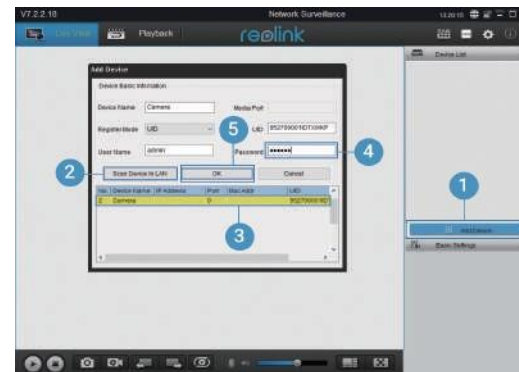 V7.2.2.18
Network Surveillance
Live View
Playback
reolink
Device List
Add Device
Device Basic Information
Device Name
Camera
Media Port
Register Mode
UID
UID
User Name
admin
Password
••••••
5
4
2
Scan Device In LAN
OK
Cancel
1
No.
Device Name
IP Address
Port
Mac Addr
UID
2
Camera
0
3
Add Device
Basic Settings